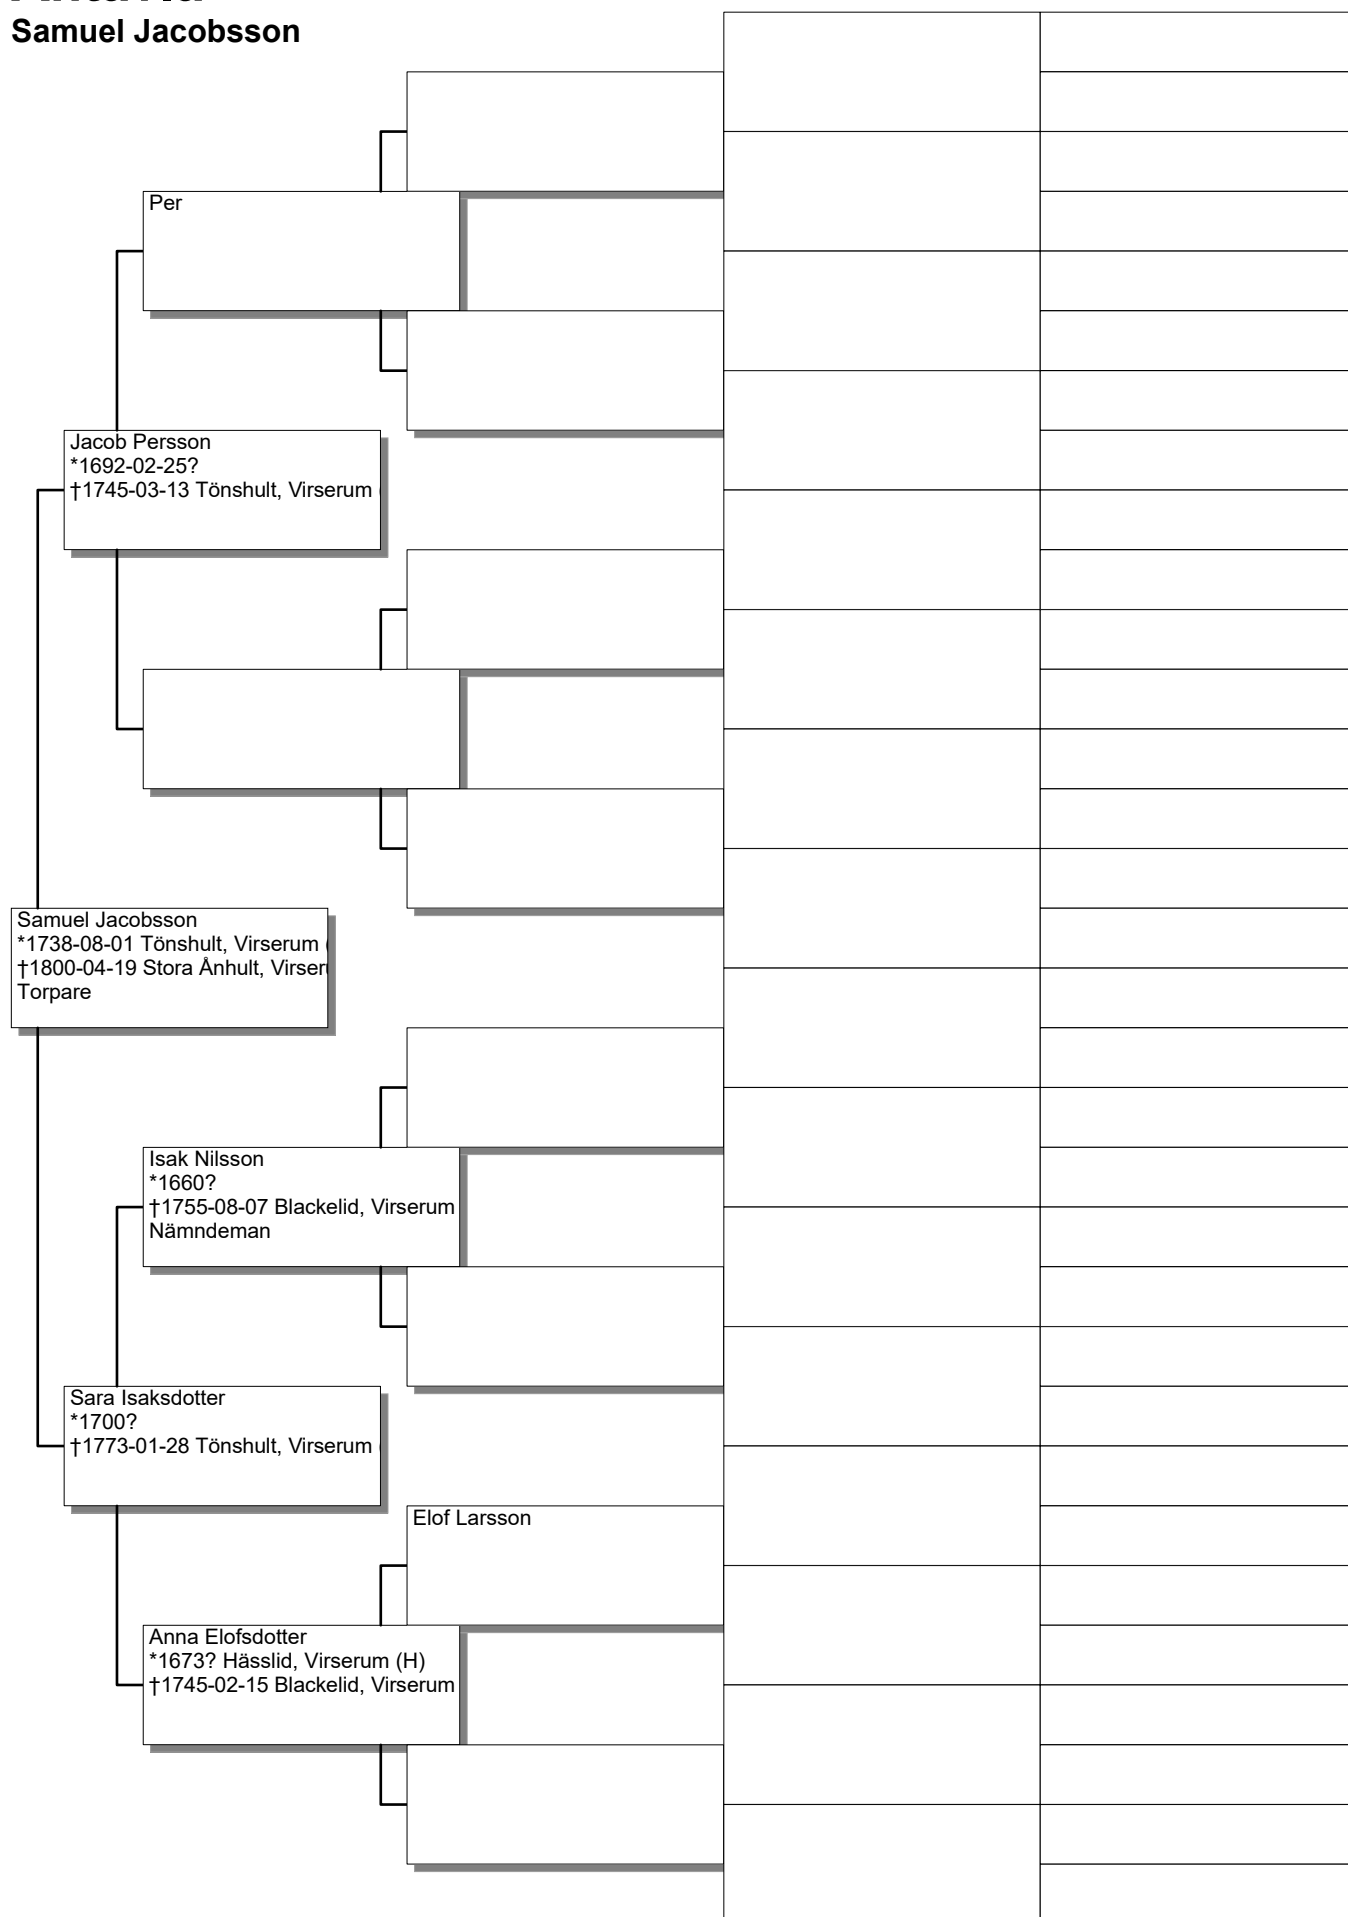 Samuel Jacobsson
Per
Jacob Persson
*1692-02-25?
†1745-03-13 Tönshult, Virserum (
Samuel Jacobsson
*1738-08-01 Tönshult, Virserum (
†1800-04-19 Stora Ånhult, Virseru
Torpare
Isak Nilsson
*1660?
†1755-08-07 Blackelid, Virserum
Nämndeman
Sara Isaksdotter
*1700?
†1773-01-28 Tönshult, Virserum (
Elof Larsson
Anna Elofsdotter
*1673? Hässlid, Virserum (H)
†1745-02-15 Blackelid, Virserum